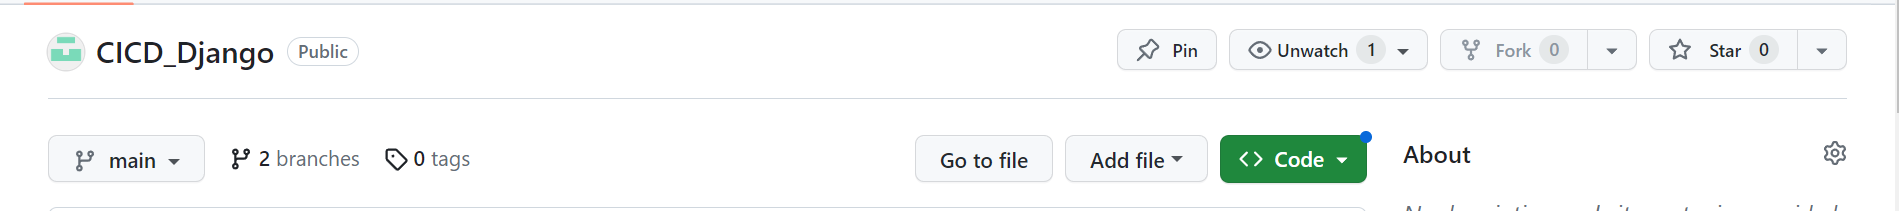 CICD_Django Public Pin Unwatch 1 Fork 0 Star 0
main 2 branches 0 tags Go to file Add file Code About